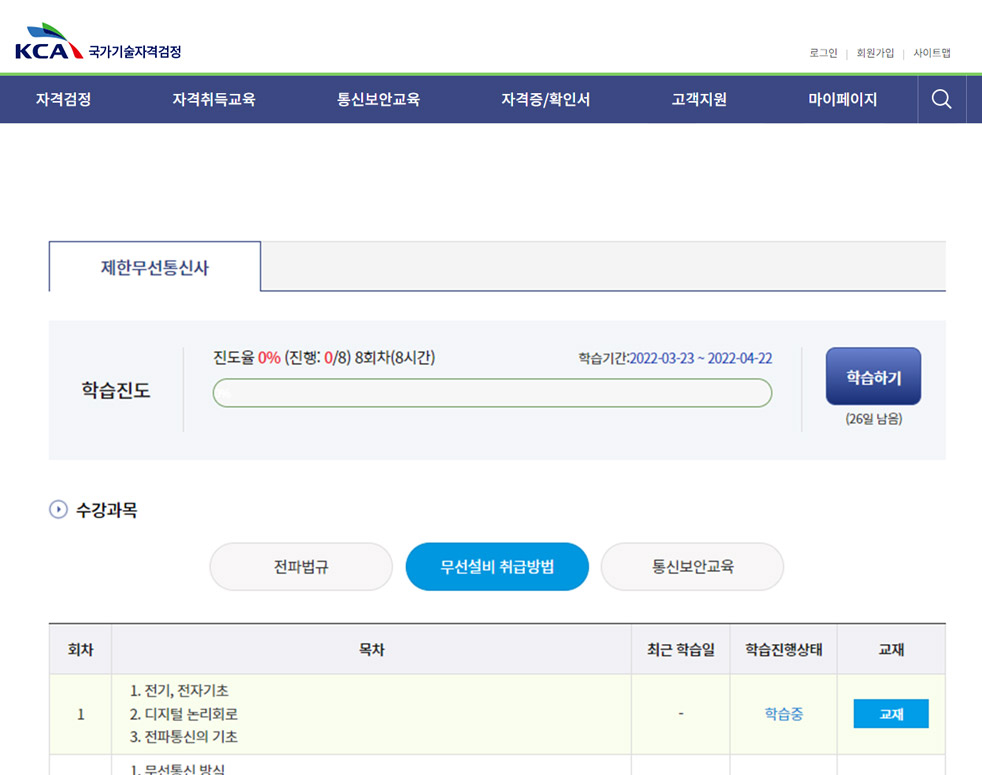 KCA 국가기술자격검정
로그인 | 회원가입 | 사이트맵
자격검정 자격취득교육 통신보안교육 자격증/확인서 고객지원 마이페이지
제한무선통신사
진도율 0% (진행: 0/8) 8회차(8시간) 학습기간:2022-03-23 ~ 2022-04-22
학습진도
학습하기
(26일 남음)
수강과목
전파법규 무선설비 취급방법 통신보안교육
회차 목차 최근 학습일 학습진행상태 교재
1. 전기, 전자기초
1 2. 디지털 논리회로 - 학습중 교재
3. 전파통신의 기초
1. 무선통신 방식